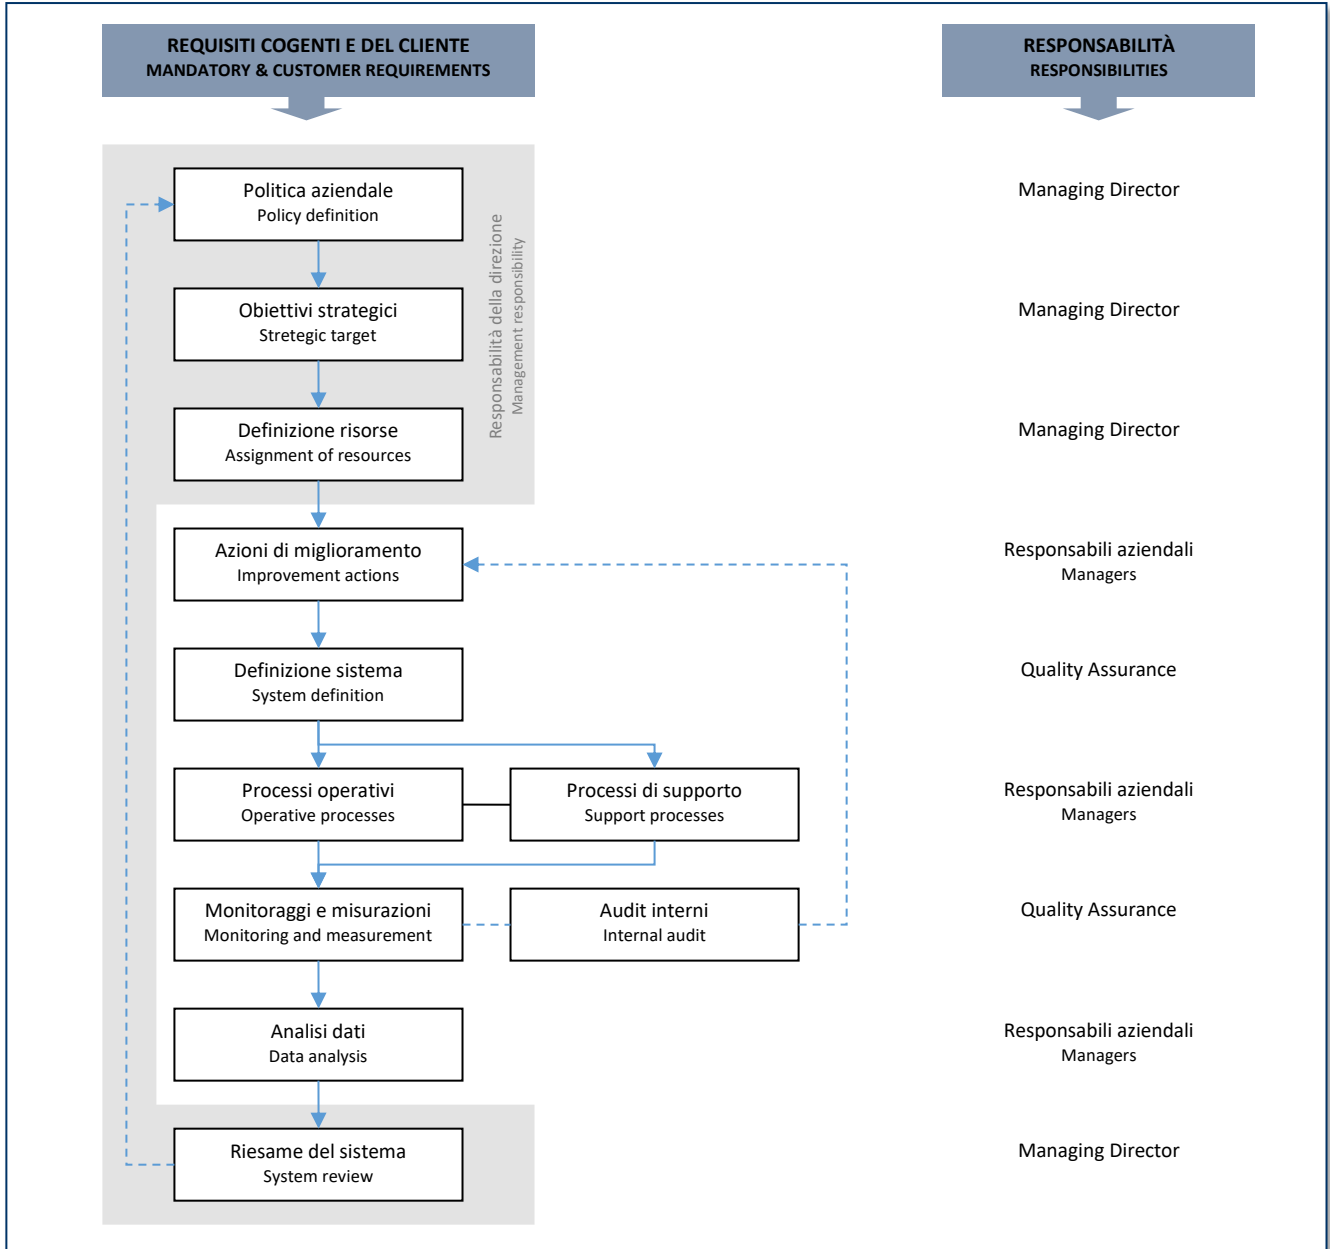 REQUISITI COGENTI E DEL CLIENTE
MANDATORY & CUSTOMER REQUIREMENTS
RESPONSABILITÀ
RESPONSIBILITIES
Politica aziendale
Policy definition
Managing Director
Obiettivi strategici
Stretegic target
Managing Director
Responsabilità della direzione
Management responsibility
Definizione risorse
Assignment of resources
Managing Director
Azioni di miglioramento
Improvement actions
Responsabili aziendali
Managers
Definizione sistema
System definition
Quality Assurance
Processi operativi
Operative processes
Processi di supporto
Support processes
Responsabili aziendali
Managers
Monitoraggi e misurazioni
Monitoring and measurement
Audit interni
Internal audit
Quality Assurance
Analisi dati
Data analysis
Responsabili aziendali
Managers
Riesame del sistema
System review
Managing Director